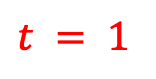 t = 1